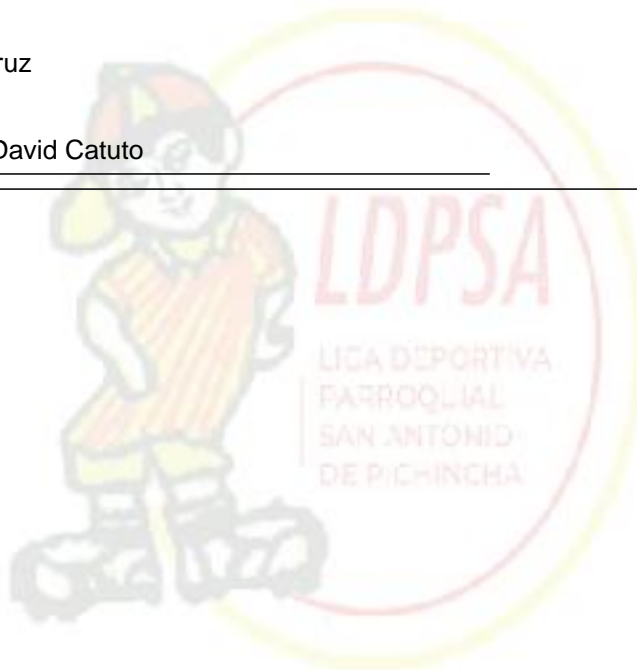 ruz
David Catuto
LDPSA
LIGA DEPORTIVA
PARROQUIAL
SAN ANTONIO
DE PICHINCHA